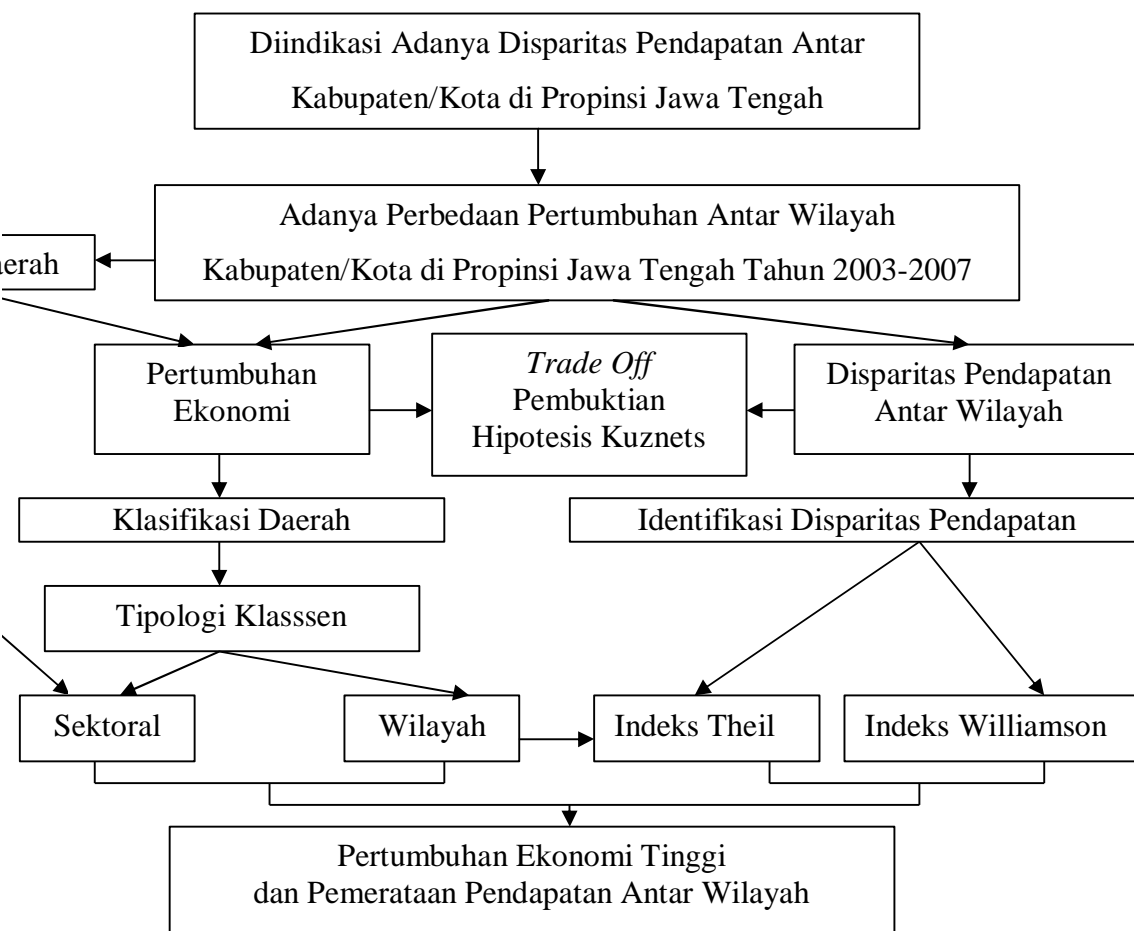 Diindikasi Adanya Disparitas Pendapatan Antar
Kabupaten/Kota di Propinsi Jawa Tengah
Adanya Perbedaan Pertumbuhan Antar Wilayah
Kabupaten/Kota di Propinsi Jawa Tengah Tahun 2003-2007
Pertumbuhan
Ekonomi
Trade Off
Pembuktian
Hipotesis Kuznets
Disparitas Pendapatan
Antar Wilayah
Klasifikasi Daerah
Identifikasi Disparitas Pendapatan
Tipologi Klasssen
Sektoral
Wilayah
Indeks Theil
Indeks Williamson
Pertumbuhan Ekonomi Tinggi
dan Pemerataan Pendapatan Antar Wilayah